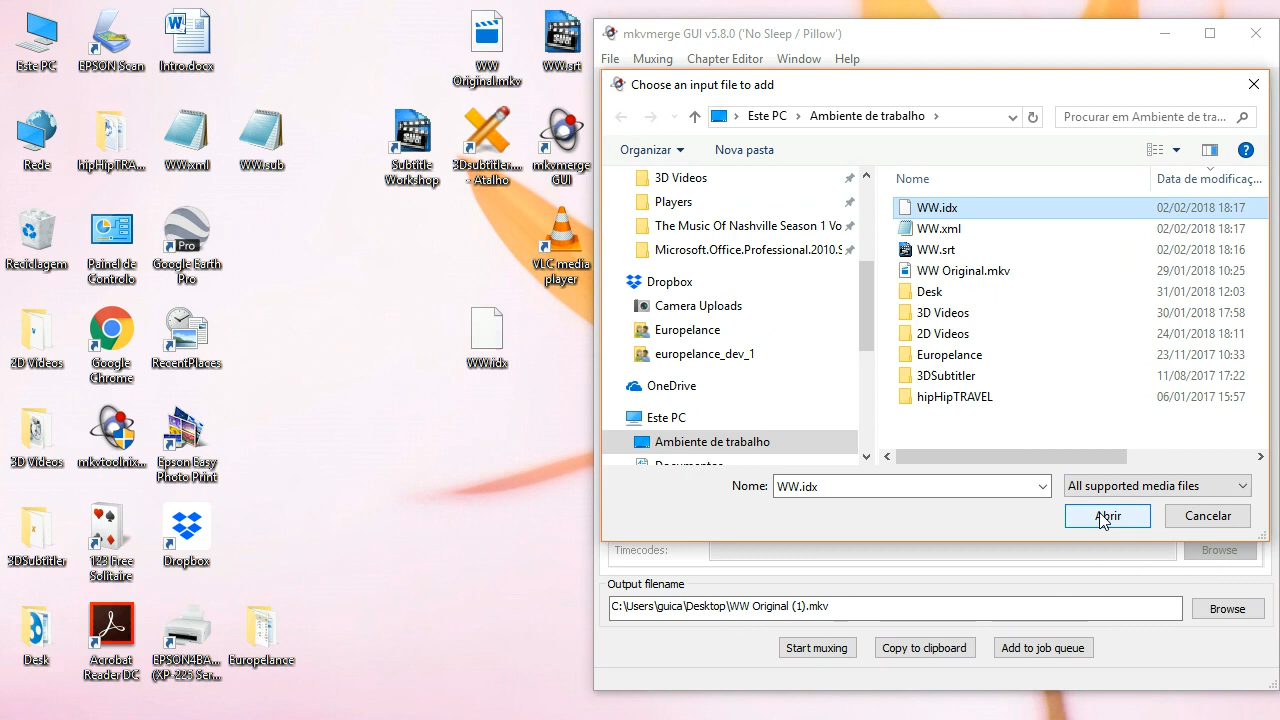 Este PC
EPSON Scan
Intro.docx
WW Original.mkv
WW.srt
Rede
hipHipTRA...
WW.xml
WW.sub
Subtitle Workshop
3Dsubtitler.... - Atalho
mkvmerge GUI
Reciclagem
Painel de Controlo
Google Earth Pro
VLC media player
2D Videos
Google Chrome
RecentPlaces
WW.idx
3D Videos
mkvtoolnix...
Epson Easy Photo Print
3DSubtitler
123 Free Solitaire
Dropbox
Desk
Acrobat Reader DC
EPSON4BA... (XP-225 Ser...
Europelance
mkvmerge GUI v5.8.0 ('No Sleep / Pillow')
File Muxing Chapter Editor Window Help
Choose an input file to add
Este PC > Ambiente de trabalho >
Procurar em Ambiente de tra...
Organizar Nova pasta
3D Videos
Players
The Music Of Nashville Season 1 Vo
Microsoft.Office.Professional.2010.S
Dropbox
Camera Uploads
Europelance
europelance_dev_1
OneDrive
Este PC
Ambiente de trabalho
Documentos
Nome Data de modificaç...
WW.idx 02/02/2018 18:17
WW.xml 02/02/2018 18:17
WW.srt 02/02/2018 18:16
WW Original.mkv 29/01/2018 10:25
Desk 31/01/2018 12:03
3D Videos 30/01/2018 17:58
2D Videos 24/01/2018 18:11
Europelance 23/11/2017 10:33
3DSubtitler 11/08/2017 17:22
hipHipTRAVEL 06/01/2017 15:57
Nome: WW.idx All supported media files
Abrir Cancelar
Timecodes: Browse
Output filename
C:\Users\guica\Desktop\WW Original (1).mkv Browse
Start muxing Copy to clipboard Add to job queue